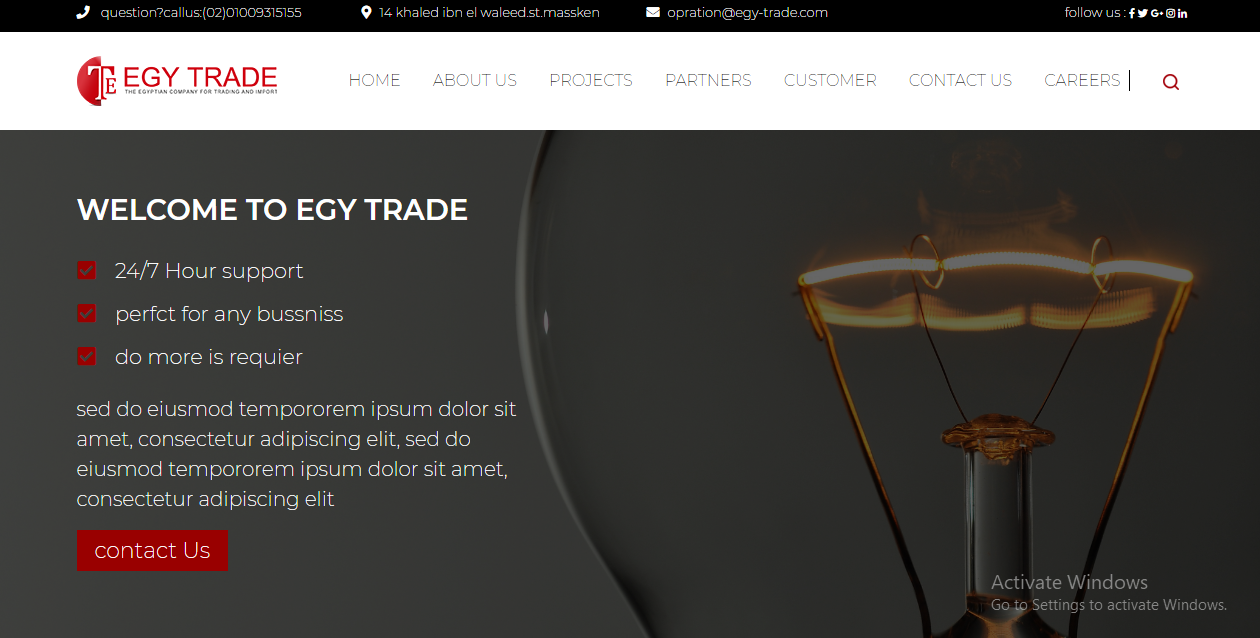 question?callus:(02)01009315155
14 khaled ibn el waleed.st.massken
opration@egy-trade.com
follow us :
TE EGY TRADE
THE EGYPTIAN COMPANY FOR TRADING AND IMPORT
HOME ABOUT US PROJECTS PARTNERS CUSTOMER CONTACT US CAREERS
WELCOME TO EGY TRADE
24/7 Hour support
perfct for any bussniss
do more is requier
sed do eiusmod tempororem ipsum dolor sit
amet, consectetur adipiscing elit, sed do
eiusmod tempororem ipsum dolor sit amet,
consectetur adipiscing elit
contact Us
Activate Windows
Go to Settings to activate Windows.